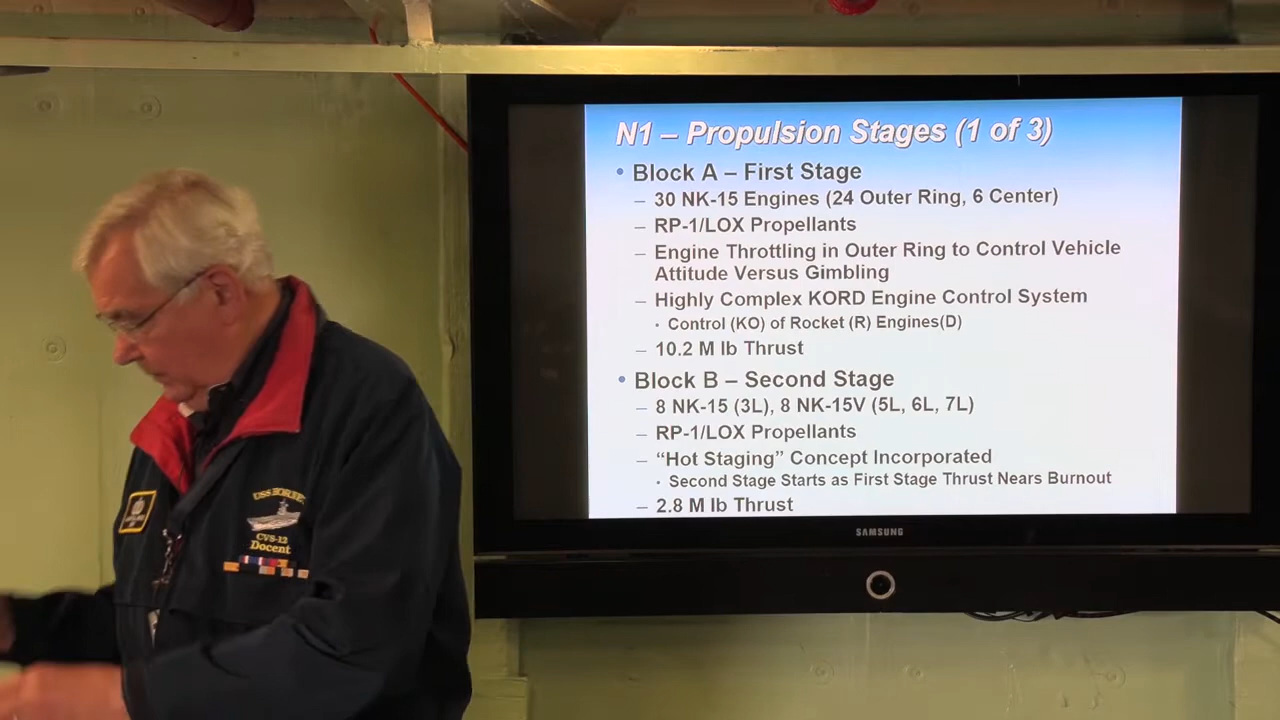 N1 – Propulsion Stages (1 of 3)
• Block A – First Stage
– 30 NK-15 Engines (24 Outer Ring, 6 Center)
– RP-1/LOX Propellants
– Engine Throttling in Outer Ring to Control Vehicle
Attitude Versus Gimbling
– Highly Complex KORD Engine Control System
• Control (KO) of Rocket (R) Engines(D)
– 10.2 M lb Thrust
• Block B – Second Stage
– 8 NK-15 (3L), 8 NK-15V (5L, 6L, 7L)
– RP-1/LOX Propellants
– “Hot Staging” Concept Incorporated
• Second Stage Starts as First Stage Thrust Nears Burnout
– 2.8 M lb Thrust
SAMSUNG
USS HORNET
CVS-12
Docent